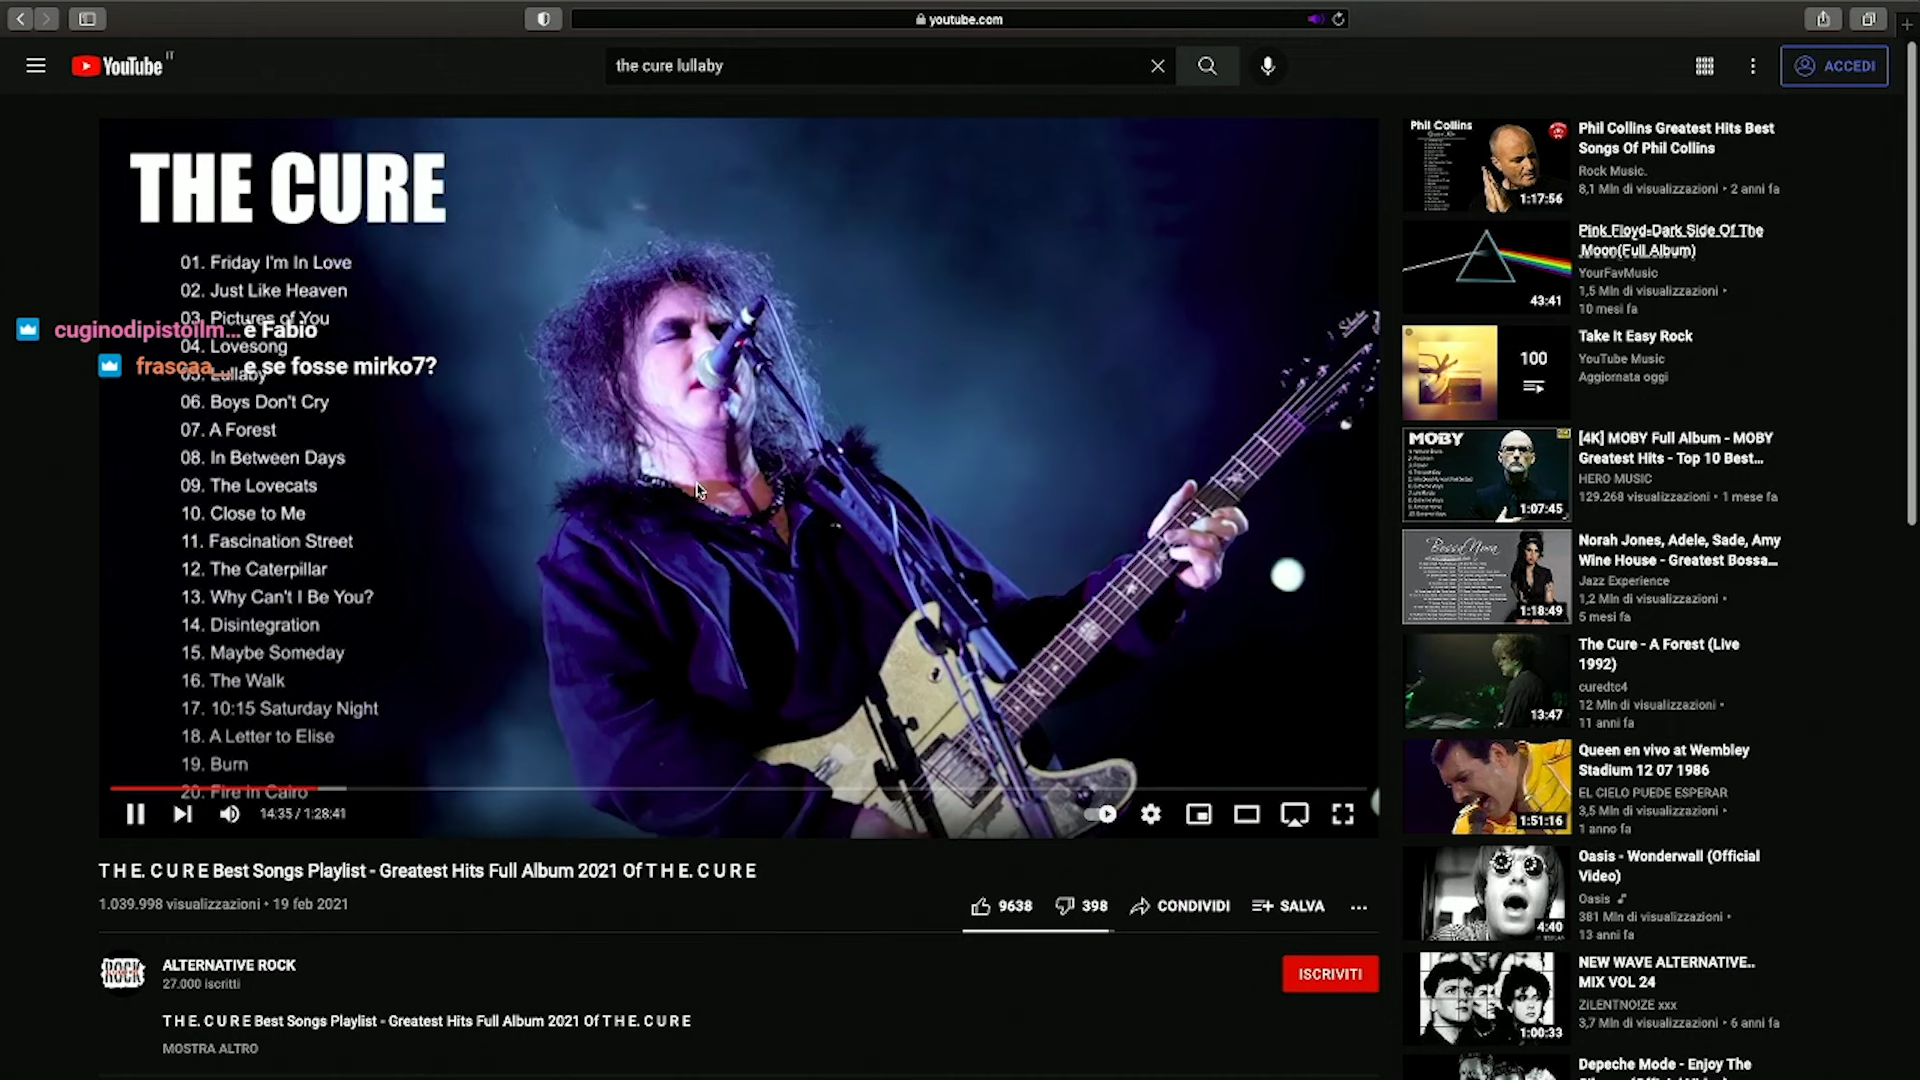 youtube.com
YouTube IT
the cure lullaby
ACCEDI
THE CURE
01. Friday I'm In Love
02. Just Like Heaven
03. Pictures of You
cuginodipistoilm... è Fabio
04. Lovesong
frascaa_... e se fosse mirko7?
05. Lullaby
06. Boys Don't Cry
07. A Forest
08. In Between Days
09. The Lovecats
10. Close to Me
11. Fascination Street
12. The Caterpillar
13. Why Can't I Be You?
14. Disintegration
15. Maybe Someday
16. The Walk
17. 10:15 Saturday Night
18. A Letter to Elise
19. Burn
20. Fire in Cairo
14:35 / 1:28:41
T H E. C U R E Best Songs Playlist - Greatest Hits Full Album 2021 Of T H E. C U R E
1.039.998 visualizzazioni • 19 feb 2021
9638 398 CONDIVIDI SALVA
ROCK
ALTERNATIVE ROCK
27.000 iscritti
ISCRIVITI
T H E. C U R E Best Songs Playlist - Greatest Hits Full Album 2021 Of T H E. C U R E
MOSTRA ALTRO
Phil Collins
1:17:56
Phil Collins Greatest Hits Best
Songs Of Phil Collins
Rock Music.
8,1 Mln di visualizzazioni • 2 anni fa
43:41
Pink Floyd-Dark Side Of The
Moon(Full Album)
YourFavMusic
1,5 Mln di visualizzazioni •
10 mesi fa
100
Take It Easy Rock
YouTube Music
Aggiornata oggi
MOBY
1:07:45
[4K] MOBY Full Album - MOBY
Greatest Hits - Top 10 Best...
HERO MUSIC
129.268 visualizzazioni • 1 mese fa
Bossa Nova
1:18:49
Norah Jones, Adele, Sade, Amy
Wine House - Greatest Bossa...
Jazz Experience
1,2 Mln di visualizzazioni •
5 mesi fa
13:47
The Cure - A Forest (Live
1992)
curedtc4
12 Mln di visualizzazioni •
11 anni fa
1:51:16
Queen en vivo at Wembley
Stadium 12 07 1986
EL CIELO PUEDE ESPERAR
3,5 Mln di visualizzazioni •
1 anno fa
4:40
Oasis - Wonderwall (Official
Video)
Oasis
381 Mln di visualizzazioni •
13 anni fa
1:00:33
NEW WAVE ALTERNATIVE..
MIX VOL 24
ZiLENTNO!ZE xxx
3,7 Mln di visualizzazioni • 6 anni fa
Depeche Mode - Enjoy The